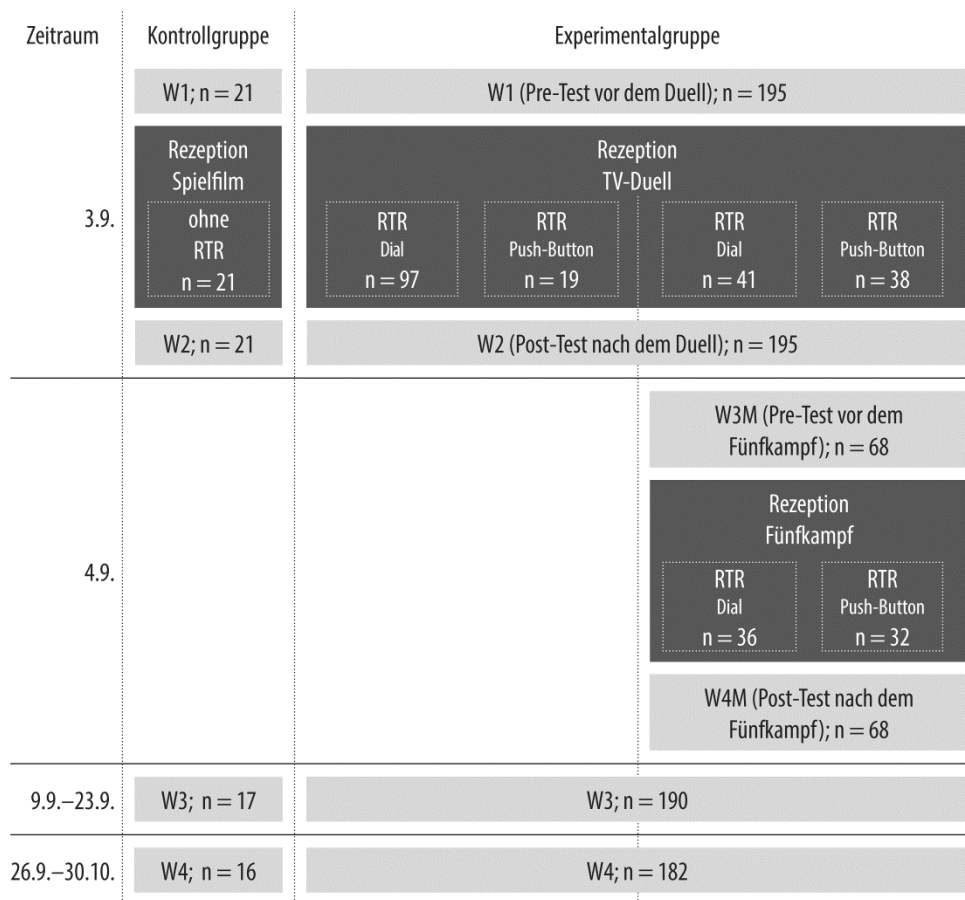 Zeitraum
Kontrollgruppe
Experimentalgruppe
W1; n = 21
W1 (Pre-Test vor dem Duell); n = 195
3.9.
Rezeption
Spielfilm
ohne
RTR
n = 21
Rezeption
TV-Duell
RTR
Dial
n = 97
RTR
Push-Button
n = 19
RTR
Dial
n = 41
RTR
Push-Button
n = 38
W2; n = 21
W2 (Post-Test nach dem Duell); n = 195
4.9.
W3M (Pre-Test vor dem
Fünfkampf); n = 68
Rezeption
Fünfkampf
RTR
Dial
n = 36
RTR
Push-Button
n = 32
W4M (Post-Test nach dem
Fünfkampf); n = 68
9.9.–23.9.
W3; n = 17
W3; n = 190
26.9.–30.10.
W4; n = 16
W4; n = 182